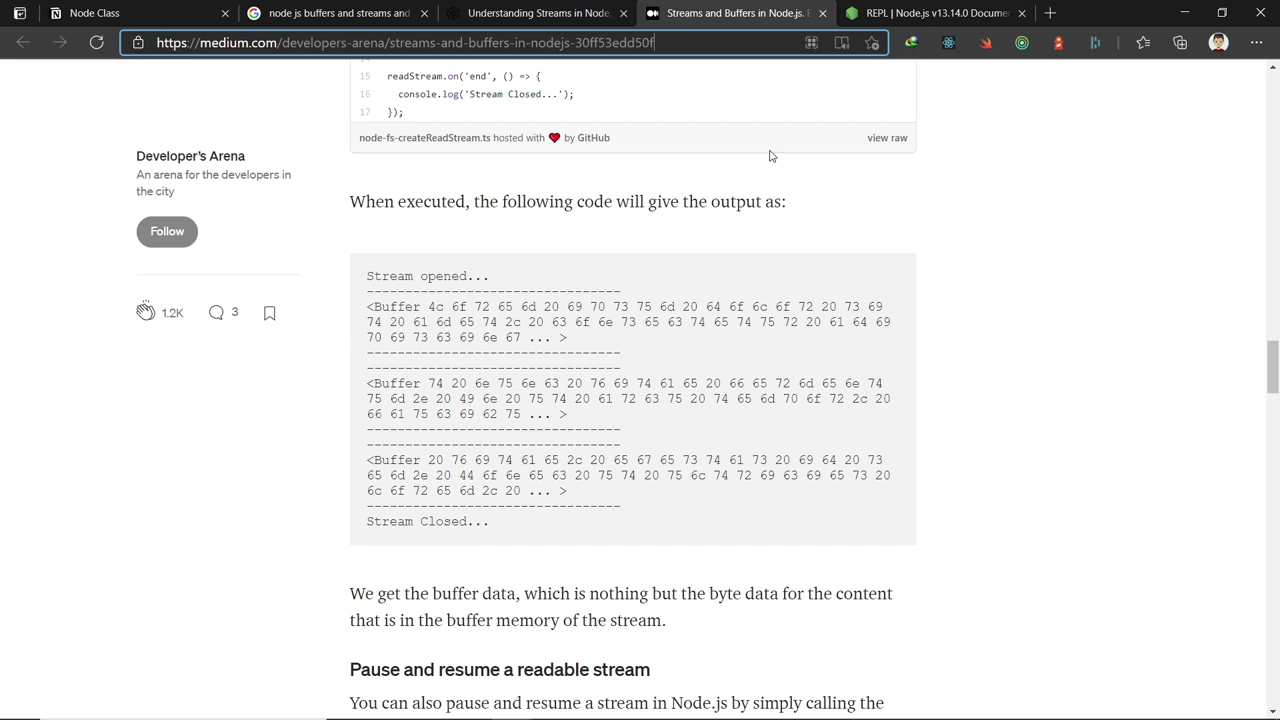 Node Class
node js buffers and streams and
Understanding Streams in Node.
Streams and Buffers in Node.js. E
REPL | Node.js v13.14.0 Docume
https://medium.com/developers-arena/streams-and-buffers-in-nodejs-30ff53edd50f
15 readStream.on('end', () => {
16 console.log('Stream Closed...');
17 });
node-fs-createReadStream.ts hosted with ❤ by GitHub
view raw
Developer's Arena
An arena for the developers in
the city
Follow
1.2K
3
When executed, the following code will give the output as:
Stream opened...
---------------------------------
<Buffer 4c 6f 72 65 6d 20 69 70 73 75 6d 20 64 6f 6c 6f 72 20 73 69
74 20 61 6d 65 74 2c 20 63 6f 6e 73 65 63 74 65 74 75 72 20 61 64 69
70 69 73 63 69 6e 67 ... >
---------------------------------
---------------------------------
<Buffer 74 20 6e 75 6e 63 20 76 69 74 61 65 20 66 65 72 6d 65 6e 74
75 6d 2e 20 49 6e 20 75 74 20 61 72 63 75 20 74 65 6d 70 6f 72 2c 20
66 61 75 63 69 62 75 ... >
---------------------------------
---------------------------------
<Buffer 20 76 69 74 61 65 2c 20 65 67 65 73 74 61 73 20 69 64 20 73
65 6d 2e 20 44 6f 6e 65 63 20 75 74 20 75 6c 74 72 69 63 69 65 73 20
6c 6f 72 65 6d 2c 20 ... >
---------------------------------
Stream Closed...
We get the buffer data, which is nothing but the byte data for the content
that is in the buffer memory of the stream.
Pause and resume a readable stream
You can also pause and resume a stream in Node.js by simply calling the